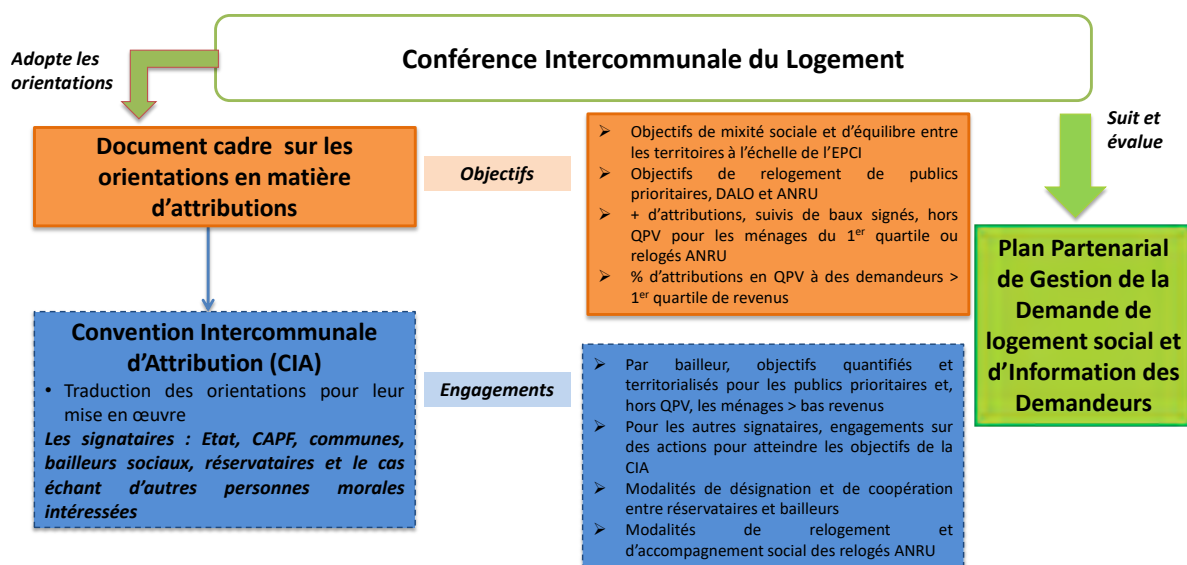 Conférence Intercommunale du Logement
Adopte les
orientations
Suit et
évalue
Document cadre sur les
orientations en matière
d'attributions
Objectifs
➢ Objectifs de mixité sociale et d'équilibre entre
les territoires à l'échelle de l'EPCI
➢ Objectifs de relogement de publics
prioritaires, DALO et ANRU
➢ + d'attributions, suivis de baux signés, hors
QPV pour les ménages du 1er quartile ou
relogés ANRU
➢ % d'attributions en QPV à des demandeurs >
1er quartile de revenus
Convention Intercommunale
d'Attribution (CIA)
• Traduction des orientations pour leur
mise en œuvre
Les signataires : Etat, CAPF, communes,
bailleurs sociaux, réservataires et le cas
échant d'autres personnes morales
intéressées
Engagements
➢ Par bailleur, objectifs quantifiés et
territorialisés pour les publics prioritaires et,
hors QPV, les ménages > bas revenus
➢ Pour les autres signataires, engagements sur
des actions pour atteindre les objectifs de la
CIA
➢ Modalités de désignation et de coopération
entre réservataires et bailleurs
➢ Modalités de relogement et
d'accompagnement social des relogés ANRU
Plan Partenarial
de Gestion de la
Demande de
logement social et
d'Information des
Demandeurs